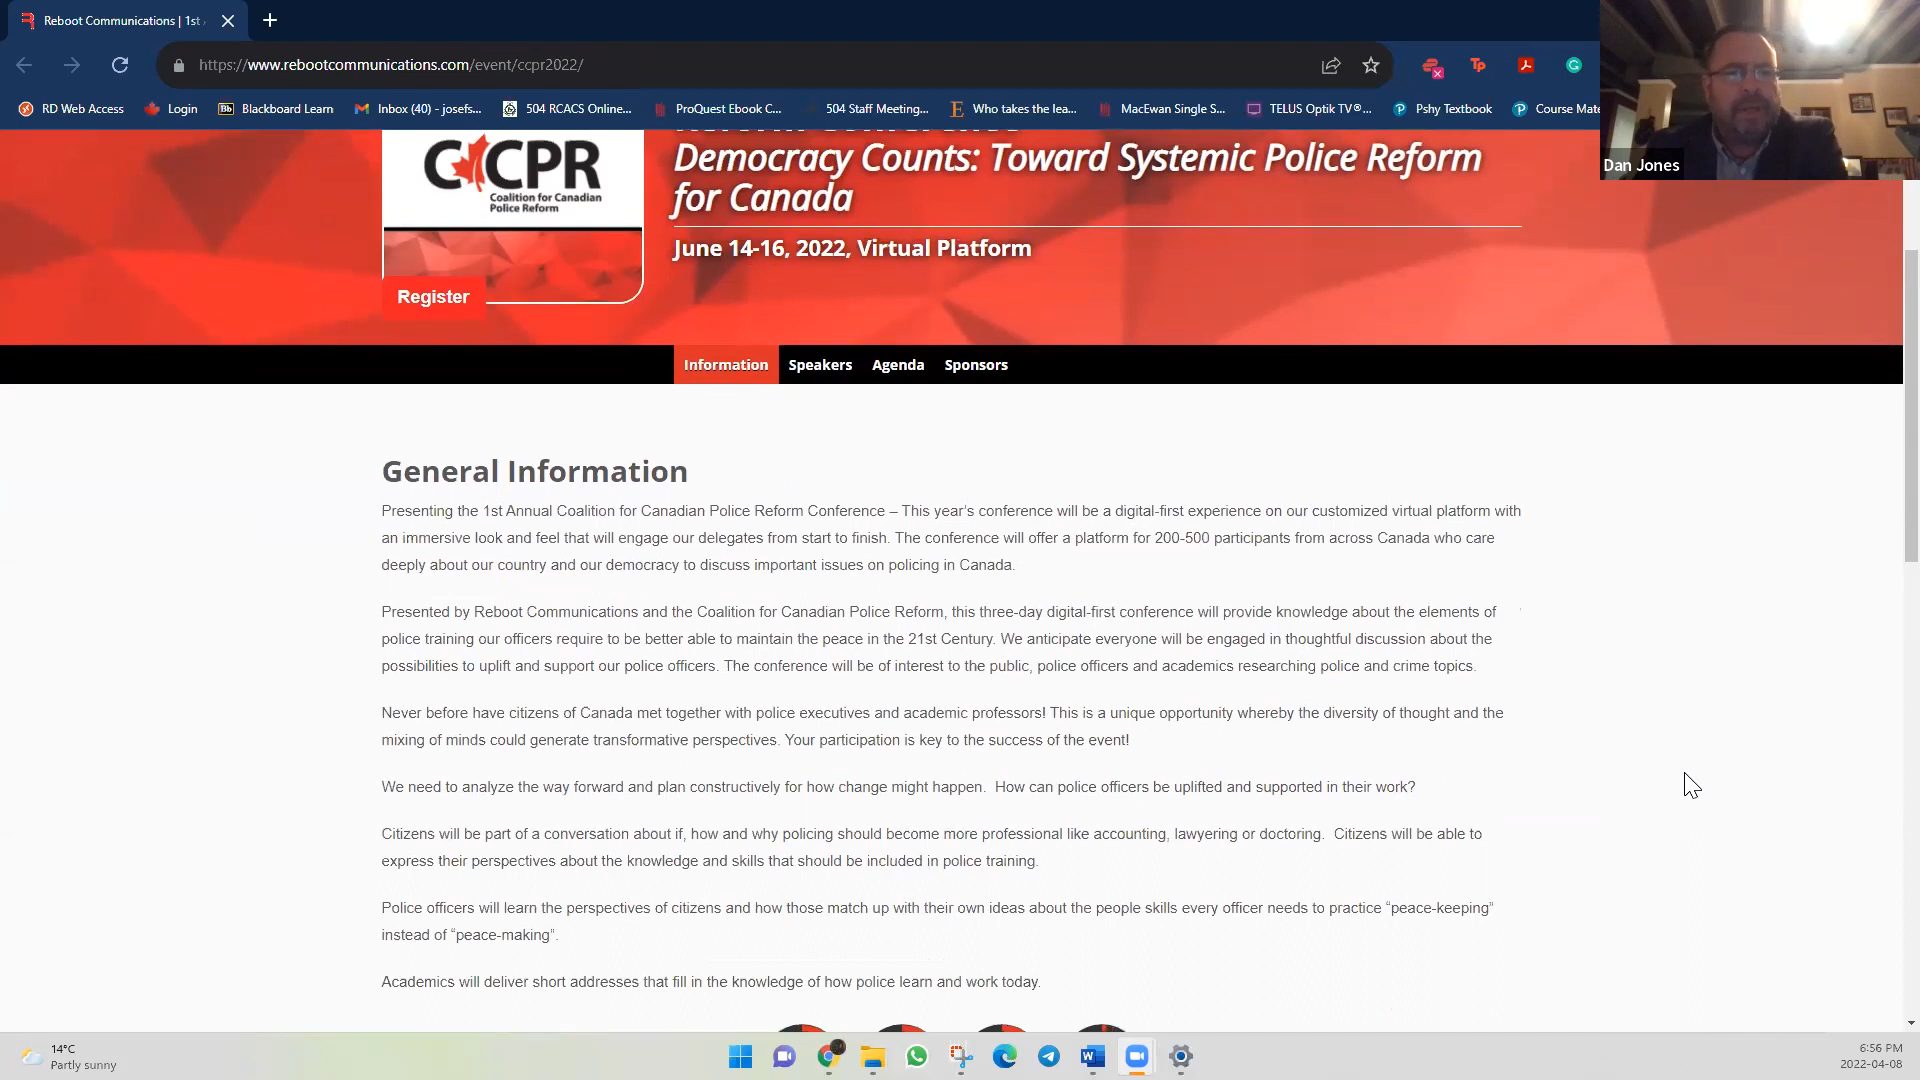 Reboot Communications | 1st
https://www.rebootcommunications.com/event/ccpr2022/
RD Web Access
Login
Bb Blackboard Learn
Inbox (40) - josefs...
504 RCACS Online...
ProQuest Ebook C...
504 Staff Meeting...
E Who takes the lea...
MacEwan Single S...
TELUS Optik TV®...
Pshy Textbook
Course Mate
Dan Jones
CCPR
Coalition for Canadian
Police Reform
Reform Conference
Democracy Counts: Toward Systemic Police Reform
for Canada
June 14-16, 2022, Virtual Platform
Register
Information Speakers Agenda Sponsors
General Information
Presenting the 1st Annual Coalition for Canadian Police Reform Conference – This year's conference will be a digital-first experience on our customized virtual platform with
an immersive look and feel that will engage our delegates from start to finish. The conference will offer a platform for 200-500 participants from across Canada who care
deeply about our country and our democracy to discuss important issues on policing in Canada.
Presented by Reboot Communications and the Coalition for Canadian Police Reform, this three-day digital-first conference will provide knowledge about the elements of
police training our officers require to be better able to maintain the peace in the 21st Century. We anticipate everyone will be engaged in thoughtful discussion about the
possibilities to uplift and support our police officers. The conference will be of interest to the public, police officers and academics researching police and crime topics.
Never before have citizens of Canada met together with police executives and academic professors! This is a unique opportunity whereby the diversity of thought and the
mixing of minds could generate transformative perspectives. Your participation is key to the success of the event!
We need to analyze the way forward and plan constructively for how change might happen.  How can police officers be uplifted and supported in their work?
Citizens will be part of a conversation about if, how and why policing should become more professional like accounting, lawyering or doctoring.  Citizens will be able to
express their perspectives about the knowledge and skills that should be included in police training.
Police officers will learn the perspectives of citizens and how those match up with their own ideas about the people skills every officer needs to practice “peace-keeping”
instead of “peace-making”.
Academics will deliver short addresses that fill in the knowledge of how police learn and work today.
14°C
Partly sunny
6:56 PM
2022-04-08